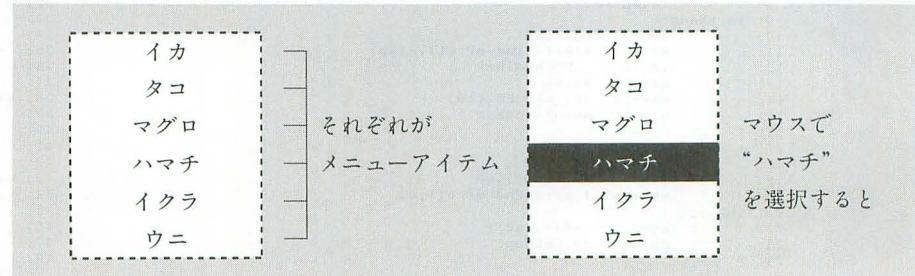 イカ
タコ
マグロ
ハマチ
イクラ
ウニ
それぞれが
メニューアイテム
イカ
タコ
マグロ
ハマチ
イクラ
ウニ
マウスで
“ハマチ”
を選択すると